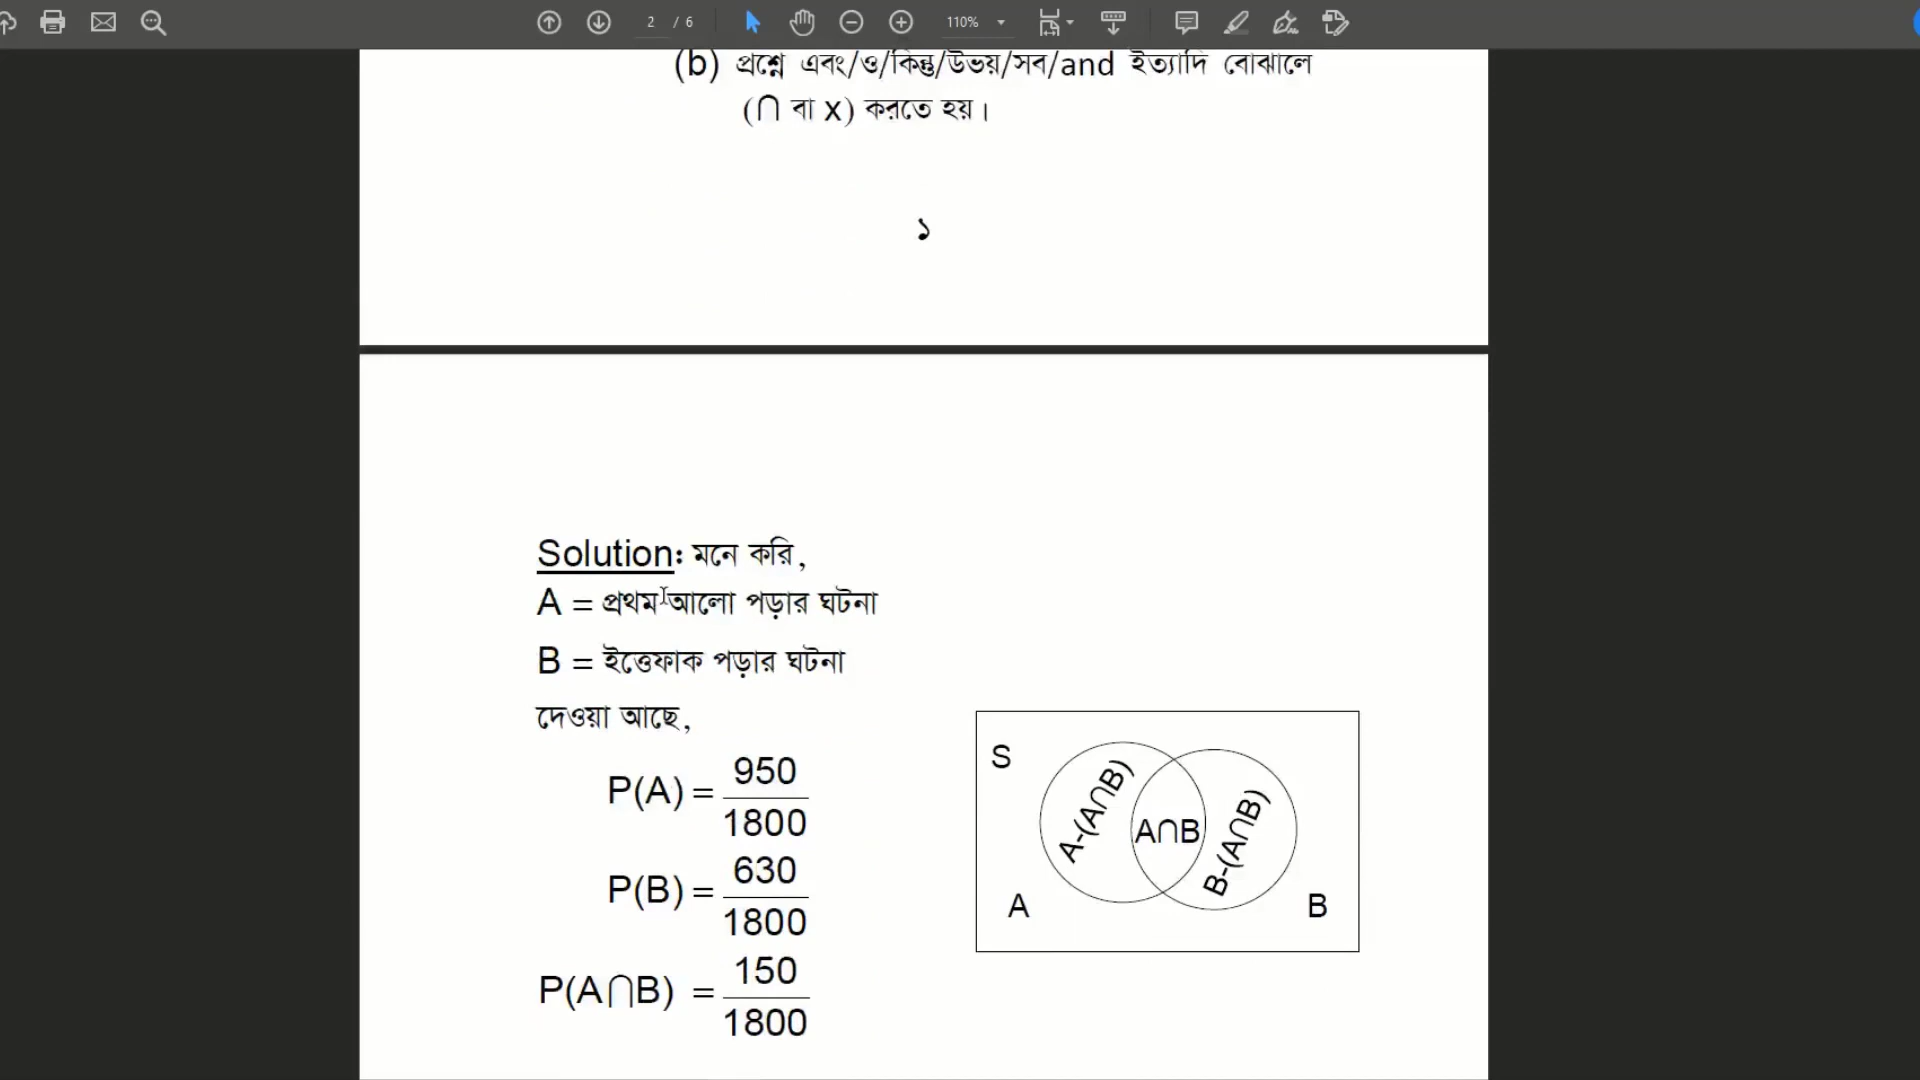 2 / 6
110%
(b) প্রশ্নে এবং/ও/কিন্তু/উভয়/সব/and ইত্যাদি বোঝালে
(∩ বা x) করতে হয়।
১
Solution: মনে করি,
A = প্রথম আলো পড়ার ঘটনা
B = ইত্তেফাক পড়ার ঘটনা
দেওয়া আছে,
P(A) = 950/1800
P(B) = 630/1800
P(A∩B) = 150/1800
S
A-(A∩B)
A∩B
B-(A∩B)
A
B